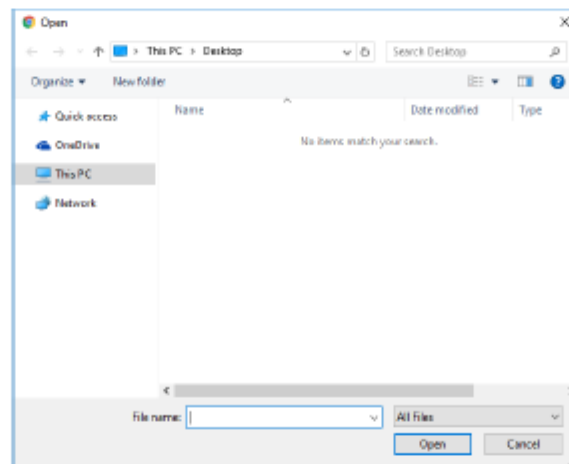 Open
This PC > Desktop
Search Desktop
Organize
New folder
Name
Date modified
Type
No items match your search.
Quick access
OneDrive
This PC
Network
File name:
All Files
Open
Cancel